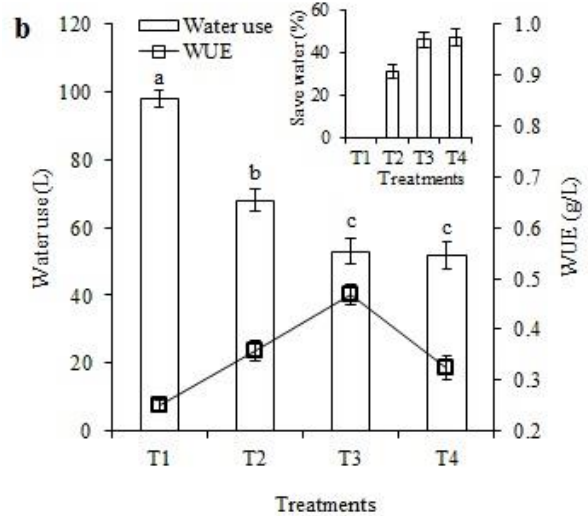 b
Water use
WUE
Water use (L)
120
100
80
60
40
20
0
a
b
c
c
Save water (%)
60
40
20
0
T1 T2 T3 T4
Treatments
1.0
0.9
0.8
0.7
0.6
0.5
0.4
0.3
0.2
WUE (g/L)
T1 T2 T3 T4
Treatments